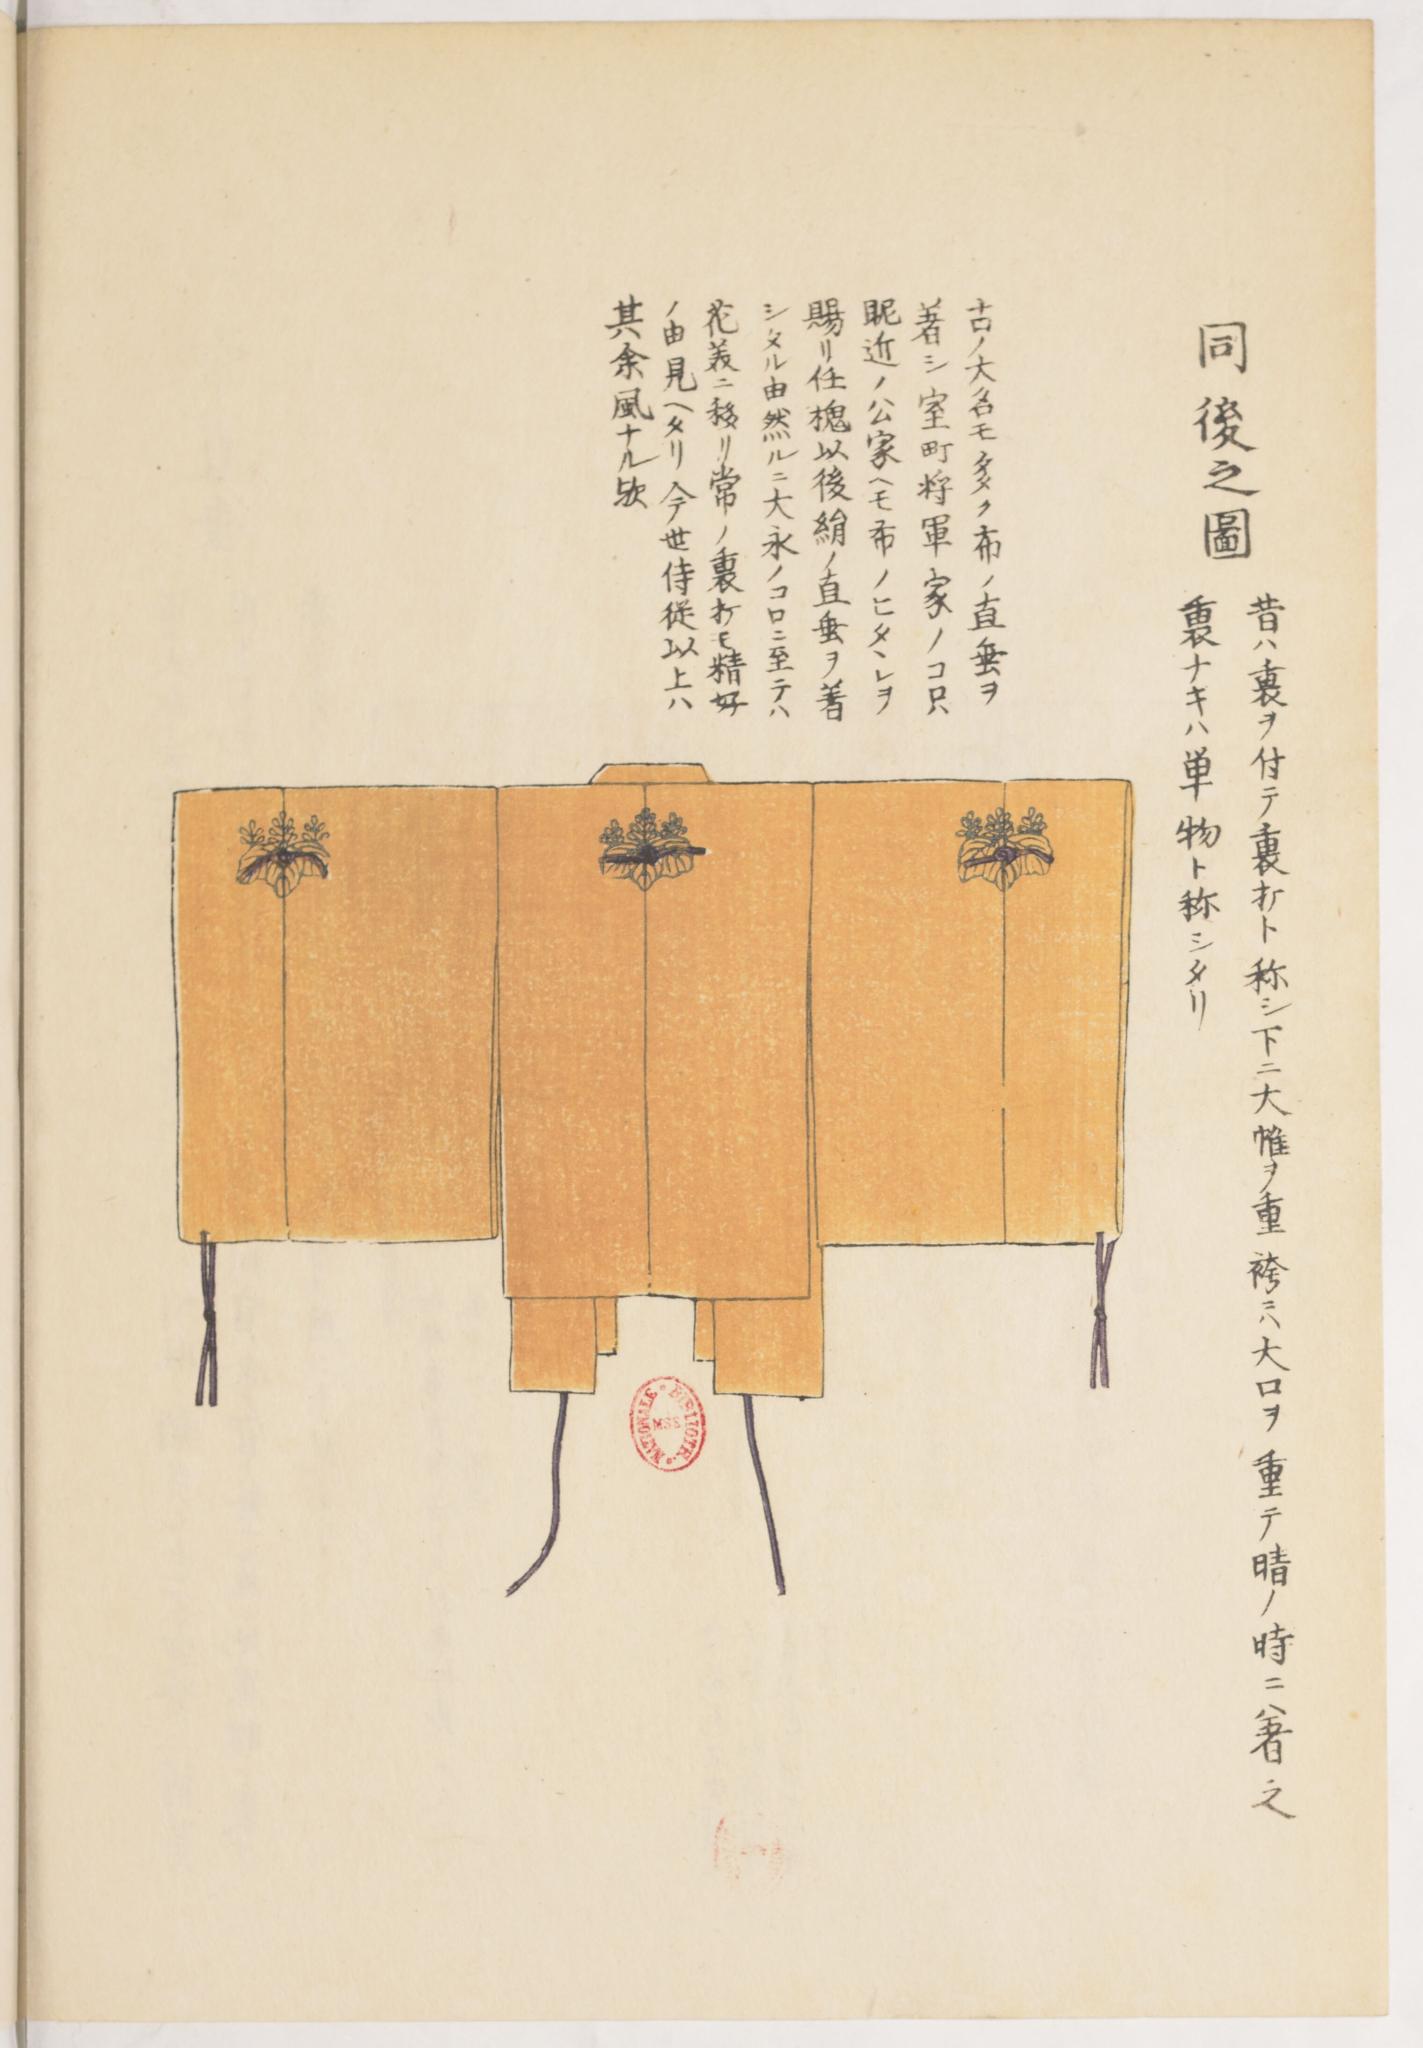 同後之圖
昔ハ裏ヲ付テ裏打ト称シ下ニ大帷ヲ重袴ニハ大口ヲ重テ晴ノ時ニハ著之
裏ナキハ単物ト称シタリ
古ノ大名モ多ク布ノ直垂ヲ
著シ室町将軍家ノコロハ
昵近ノ公家ヘモ布ノヒタヽレヲ
賜リ任槐以後絹ノ直垂ヲ著
シタル由然ルニ大永ノコロニ至テハ
花美ニ移リ常ノ裏打モ精好
ノ由見ヘタリ今世侍従以上ハ
其余風ナル歟
BIBLIOTH. NATIONALE
MSS